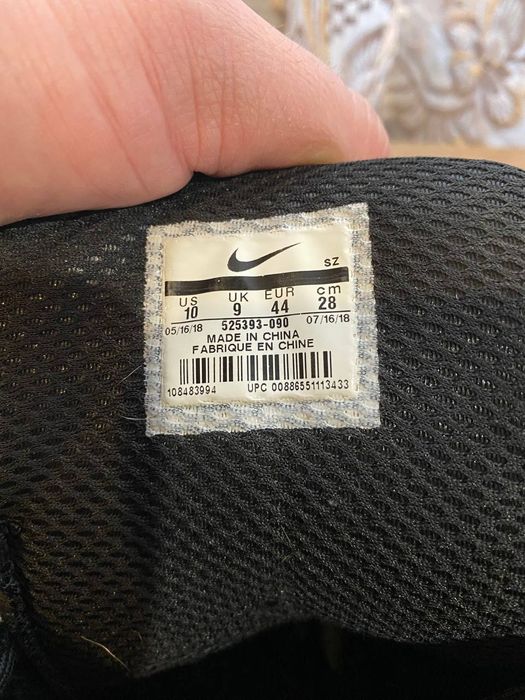 SZ
US UK EUR cm
10 9 44 28
05/16/18 525393-090 07/16/18
MADE IN CHINA
FABRIQUE EN CHINE
108483994 UPC 00886551113433